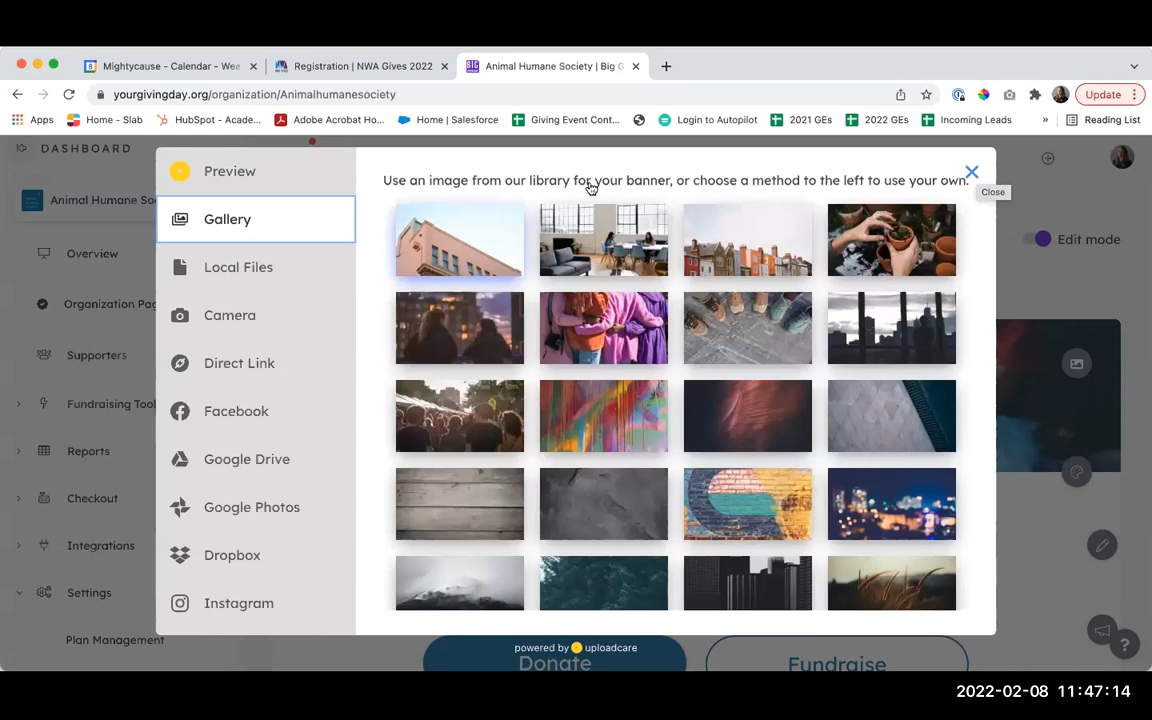 Mightycause - Calendar - Wee
Registration | NWA Gives 2022
Animal Humane Society | Big G
yourgivingday.org/organization/Animalhumanesociety
Update
Apps
Home - Slab
HubSpot - Acade...
Adobe Acrobat Ho...
Home | Salesforce
Giving Event Cont...
Login to Autopilot
2021 GEs
2022 GEs
Incoming Leads
»
Reading List
DASHBOARD
Animal Humane Soc
Overview
Organization Pag
Supporters
Fundraising Tool
Reports
Checkout
Integrations
Settings
Plan Management
Preview
Gallery
Local Files
Camera
Direct Link
Facebook
Google Drive
Google Photos
Dropbox
Instagram
Use an image from our library for your banner, or choose a method to the left to use your own.
Close
Edit mode
powered by uploadcare
Donate
Fundraise
?
2022-02-08 11:47:14